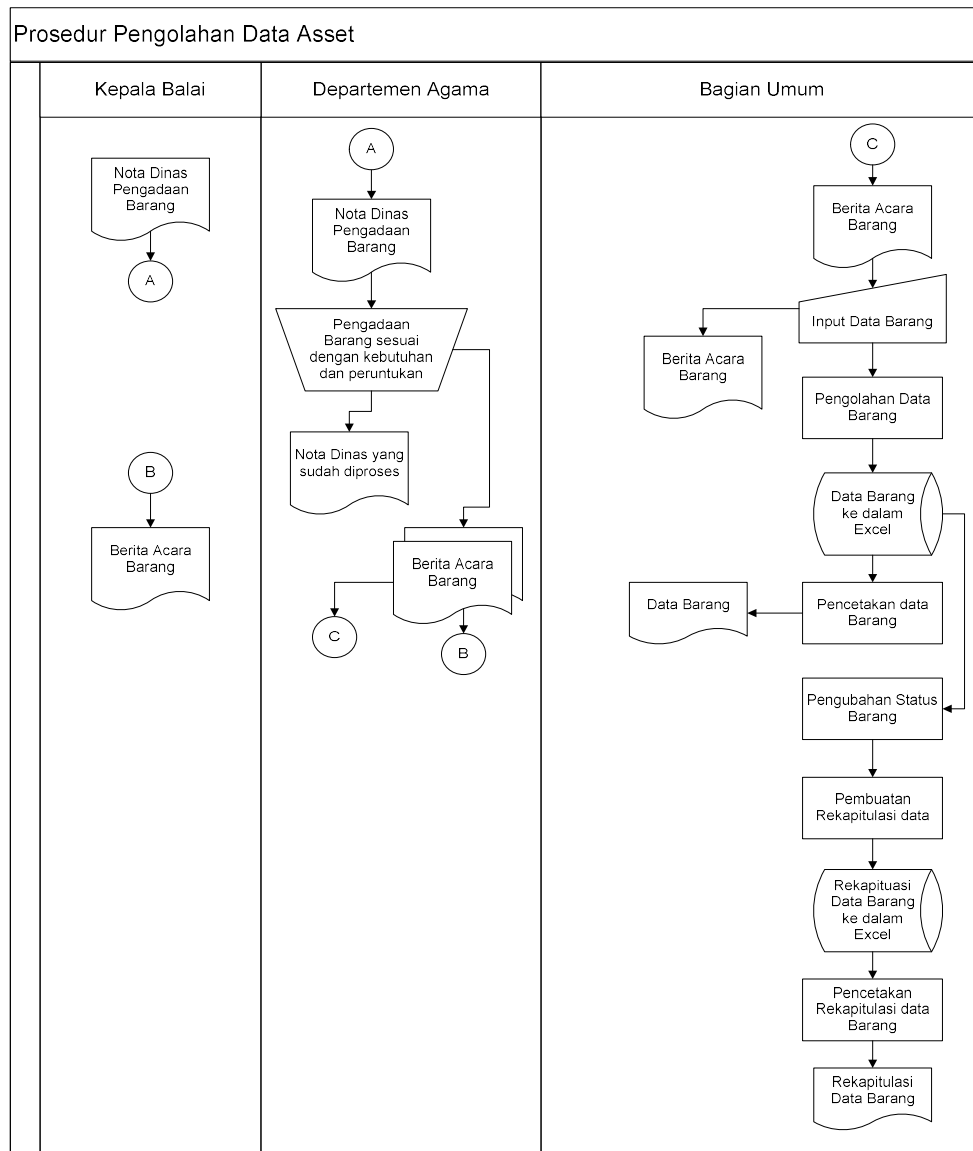 Prosedur Pengolahan Data Asset
Kepala Balai
Departemen Agama
Bagian Umum
Nota Dinas
Pengadaan
Barang
A
B
Berita Acara
Barang
A
Nota Dinas
Pengadaan
Barang
Pengadaan
Barang sesuai
dengan kebutuhan
dan peruntukan
Nota Dinas yang
sudah diproses
Berita Acara
Barang
C
B
C
Berita Acara
Barang
Input Data Barang
Berita Acara
Barang
Pengolahan Data
Barang
Data Barang
ke dalam
Excel
Data Barang
Pencetakan data
Barang
Pengubahan Status
Barang
Pembuatan
Rekapitulasi data
Rekapituasi
Data Barang
ke dalam
Excel
Pencetakan
Rekapitulasi data
Barang
Rekapitulasi
Data Barang